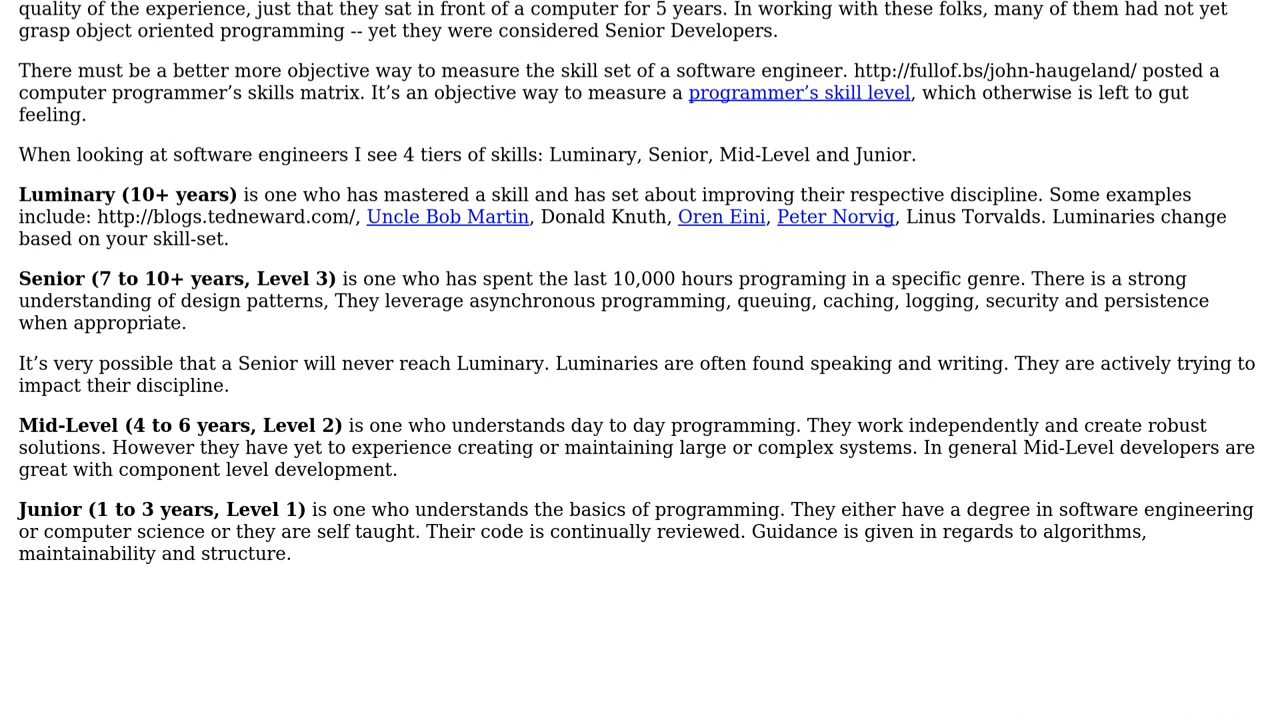 quality of the experience, just that they sat in front of a computer for 5 years. In working with these folks, many of them had not yet
grasp object oriented programming -- yet they were considered Senior Developers.
There must be a better more objective way to measure the skill set of a software engineer. http://fullof.bs/john-haugeland/ posted a
computer programmer’s skills matrix. It’s an objective way to measure a programmer’s skill level, which otherwise is left to gut
feeling.
When looking at software engineers I see 4 tiers of skills: Luminary, Senior, Mid-Level and Junior.
Luminary (10+ years) is one who has mastered a skill and has set about improving their respective discipline. Some examples
include: http://blogs.tedneward.com/, Uncle Bob Martin, Donald Knuth, Oren Eini, Peter Norvig, Linus Torvalds. Luminaries change
based on your skill-set.
Senior (7 to 10+ years, Level 3) is one who has spent the last 10,000 hours programing in a specific genre. There is a strong
understanding of design patterns, They leverage asynchronous programming, queuing, caching, logging, security and persistence
when appropriate.
It’s very possible that a Senior will never reach Luminary. Luminaries are often found speaking and writing. They are actively trying to
impact their discipline.
Mid-Level (4 to 6 years, Level 2) is one who understands day to day programming. They work independently and create robust
solutions. However they have yet to experience creating or maintaining large or complex systems. In general Mid-Level developers are
great with component level development.
Junior (1 to 3 years, Level 1) is one who understands the basics of programming. They either have a degree in software engineering
or computer science or they are self taught. Their code is continually reviewed. Guidance is given in regards to algorithms,
maintainability and structure.